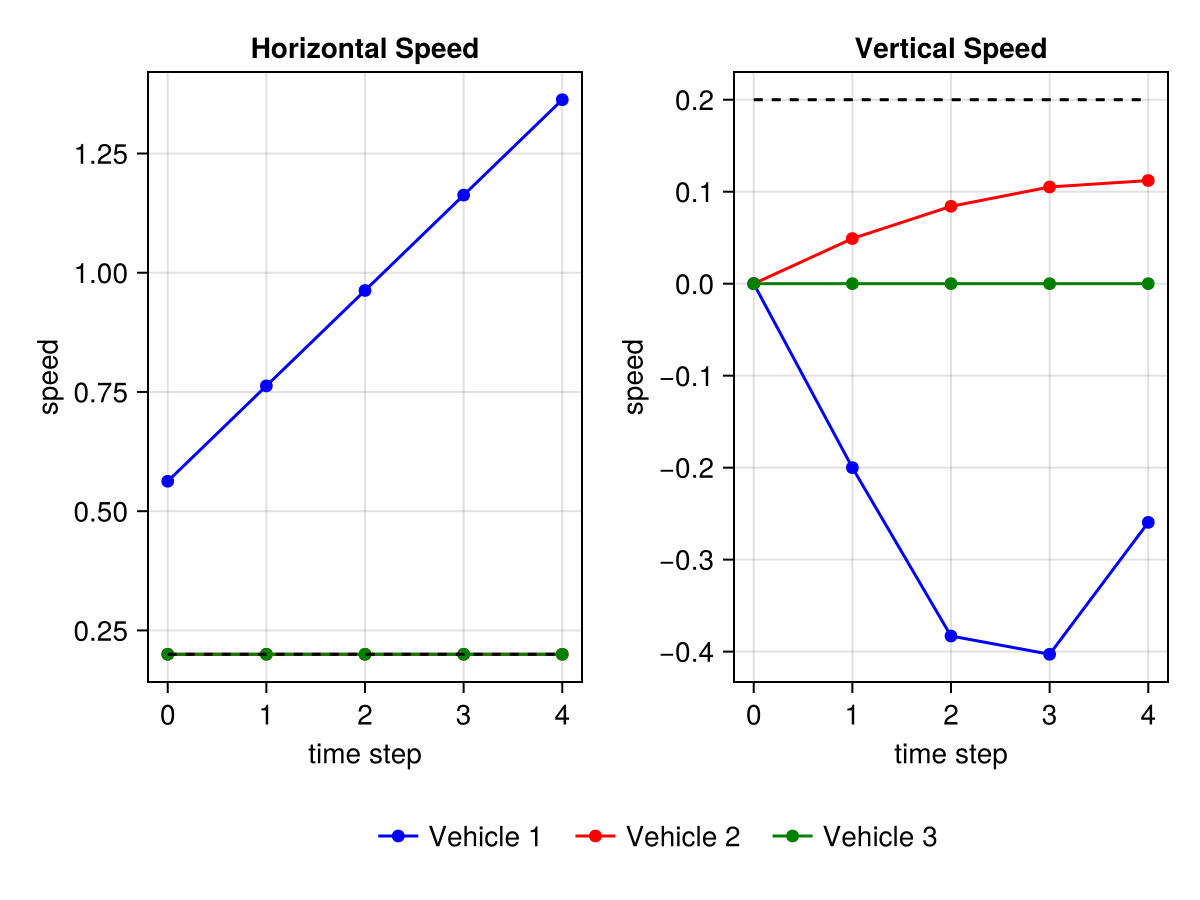 Horizontal Speed
1.25
1.00
0.75
0.50
0.25
speed
0 1 2 3 4
time step
Vertical Speed
0.2
0.1
0.0
−0.1
−0.2
−0.3
−0.4
speed
0 1 2 3 4
time step
Vehicle 1 Vehicle 2 Vehicle 3